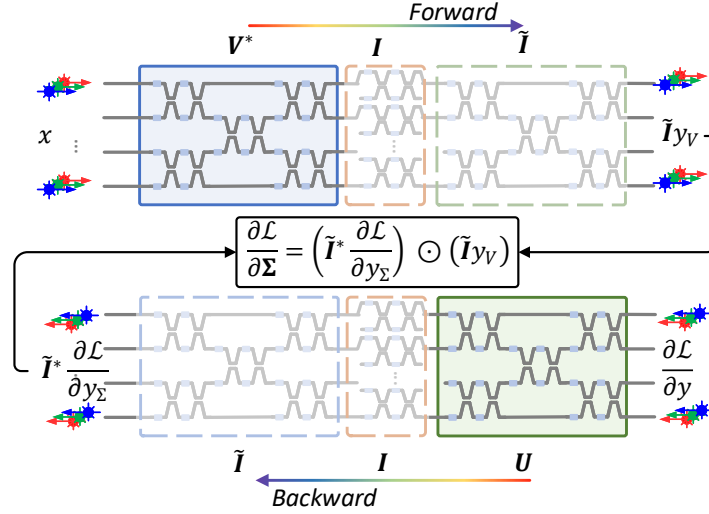 Forward
V* I Ĩ
x ⋮ Ĩy_V
∂ℒ/∂Σ = (Ĩ* ∂ℒ/∂y_Σ) ⊙ (Ĩy_V)
Ĩ* ∂ℒ/∂y_Σ ∂ℒ/∂y
Ĩ I U
Backward